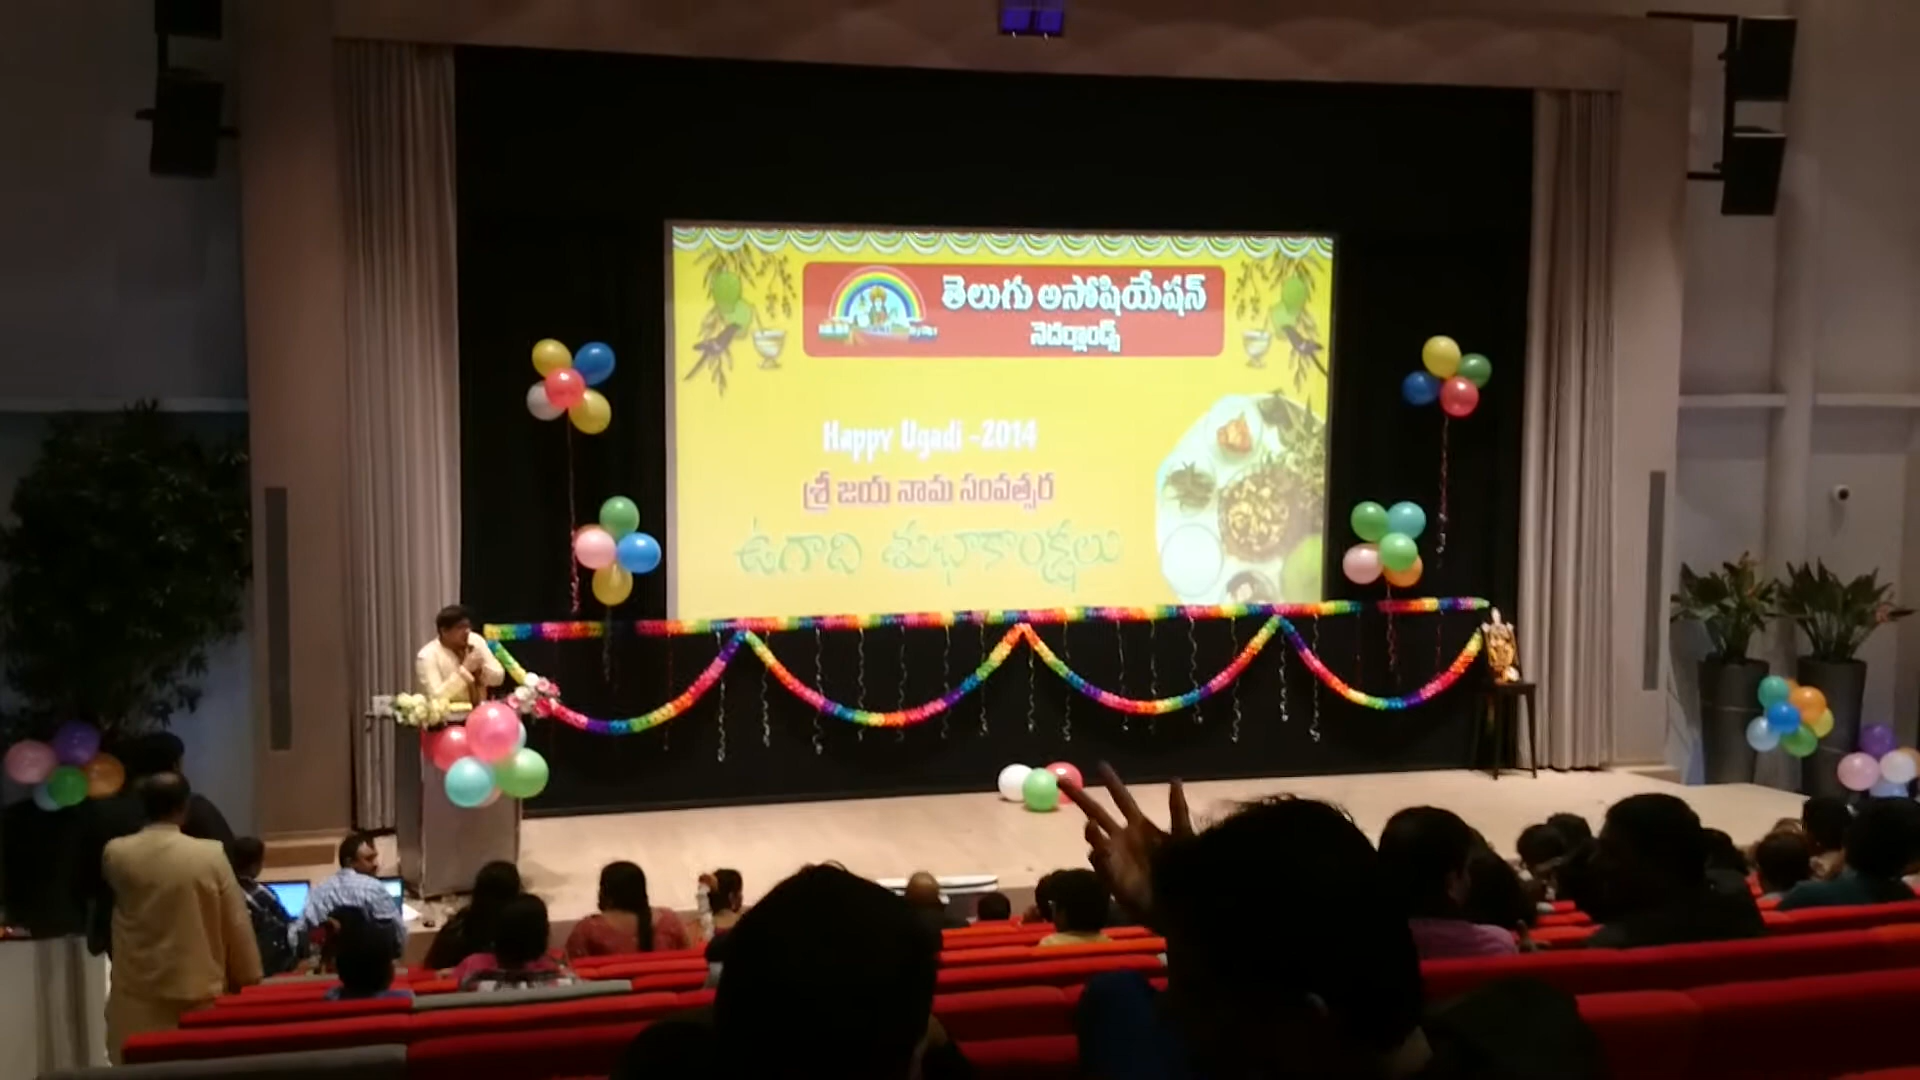 తెలుగు అసోషియేషన్
నెదర్లాండ్స్
Happy Ugadi -2014
శ్రీ జయ నామ సంవత్సర
ఉగాది శుభాకాంక్షలు